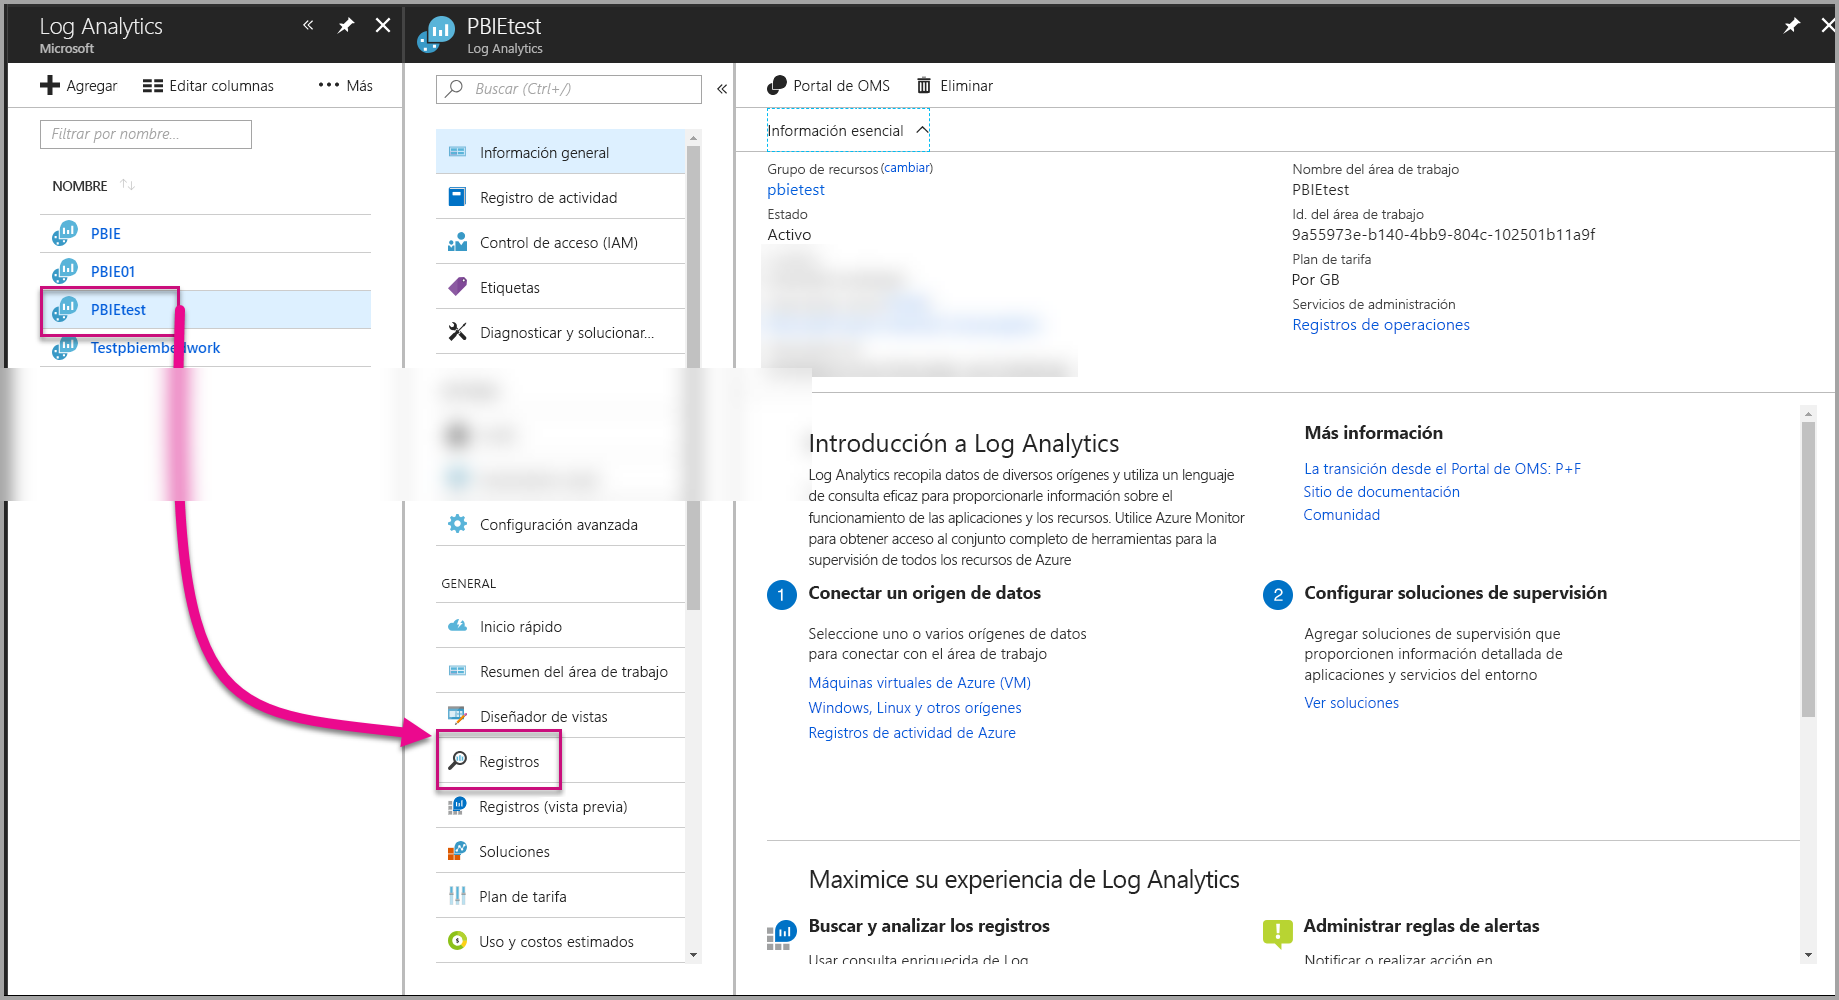 Log Analytics
Microsoft
Agregar
Editar columnas
Más
Filtrar por nombre...
NOMBRE
PBIE
PBIE01
PBIEtest
PBIEtest
Log Analytics
Buscar (Ctrl+/)
Información general
Registro de actividad
Control de acceso (IAM)
Etiquetas
Diagnosticar y solucionar...
Configuración avanzada
GENERAL
Inicio rápido
Resumen del área de trabajo
Diseñador de vistas
Registros
Registros (vista previa)
Soluciones
Plan de tarifa
Uso y costos estimados
Portal de OMS
Eliminar
Información esencial
Grupo de recursos (cambiar)
pbietest
Estado
Activo
Nombre del área de trabajo
PBIEtest
Id. del área de trabajo
9a55973e-b140-4bb9-804c-102501b11a9f
Plan de tarifa
Por GB
Servicios de administración
Registros de operaciones
Introducción a Log Analytics
Log Analytics recopila datos de diversos orígenes y utiliza un lenguaje
de consulta eficaz para proporcionarle información sobre el
funcionamiento de las aplicaciones y los recursos. Utilice Azure Monitor
para obtener acceso al conjunto completo de herramientas para la
supervisión de todos los recursos de Azure
Más información
La transición desde el Portal de OMS: P+F
Sitio de documentación
Comunidad
1 Conectar un origen de datos
Seleccione uno o varios orígenes de datos
para conectar con el área de trabajo
Máquinas virtuales de Azure (VM)
Windows, Linux y otros orígenes
Registros de actividad de Azure
2 Configurar soluciones de supervisión
Agregar soluciones de supervisión que
proporcionen información detallada de
aplicaciones y servicios del entorno
Ver soluciones
Maximice su experiencia de Log Analytics
Buscar y analizar los registros
Usar consulta enriquecida de Log
Administrar reglas de alertas
Notificar o realizar acción en